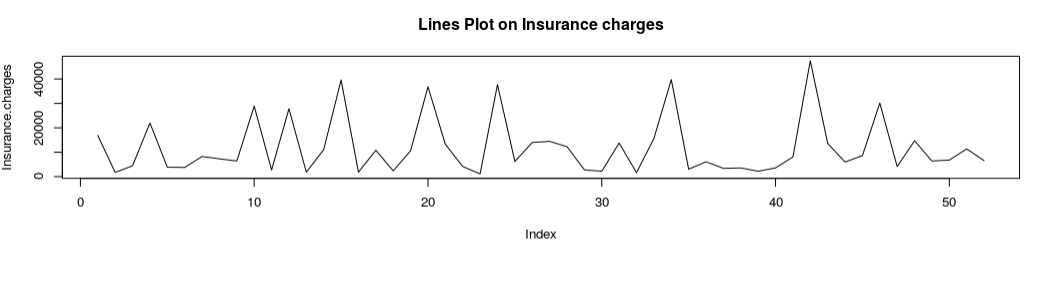 Lines Plot on Insurance charges
Insurance.charges
40000
20000
0
0 10 20 30 40 50
Index